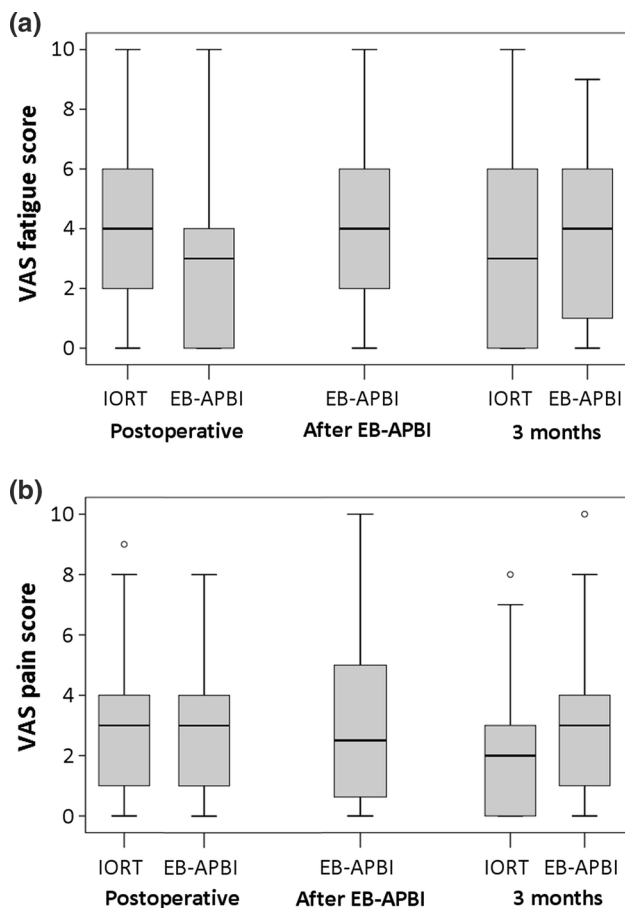 (a)
VAS fatigue score
10
8
6
4
2
0
IORT EB-APBI EB-APBI IORT EB-APBI
Postoperative After EB-APBI 3 months
(b)
VAS pain score
10
8
6
4
2
0
IORT EB-APBI EB-APBI IORT EB-APBI
Postoperative After EB-APBI 3 months